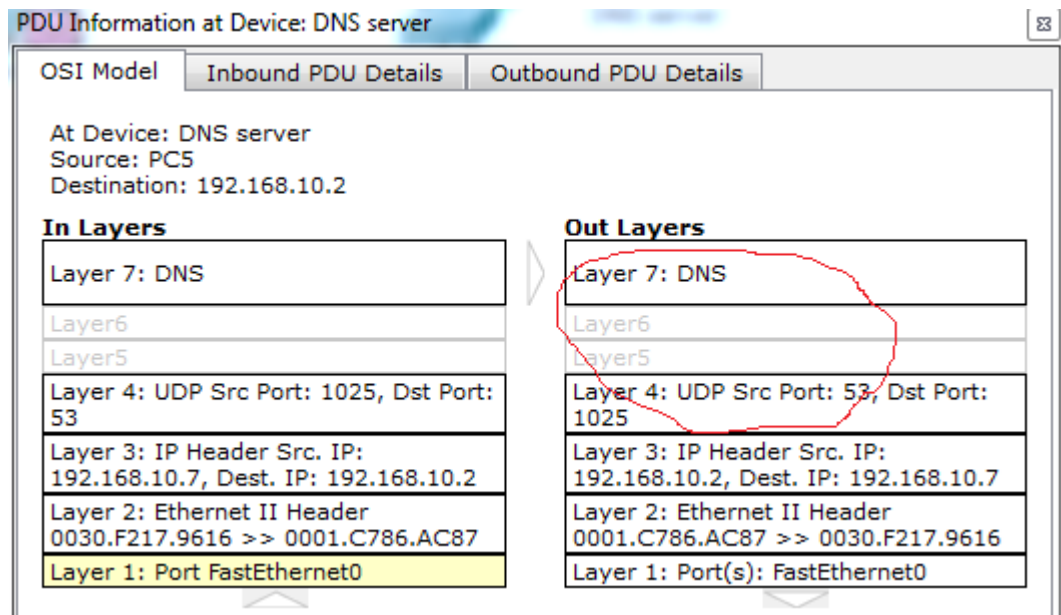 PDU Information at Device: DNS server
OSI Model
Inbound PDU Details
Outbound PDU Details
At Device: DNS server
Source: PC5
Destination: 192.168.10.2
In Layers
Layer 7: DNS
Layer6
Layer5
Layer 4: UDP Src Port: 1025, Dst Port:
53
Layer 3: IP Header Src. IP:
192.168.10.7, Dest. IP: 192.168.10.2
Layer 2: Ethernet II Header
0030.F217.9616 >> 0001.C786.AC87
Layer 1: Port FastEthernet0
Out Layers
Layer 7: DNS
Layer6
Layer5
Layer 4: UDP Src Port: 53, Dst Port:
1025
Layer 3: IP Header Src. IP:
192.168.10.2, Dest. IP: 192.168.10.7
Layer 2: Ethernet II Header
0001.C786.AC87 >> 0030.F217.9616
Layer 1: Port(s): FastEthernet0